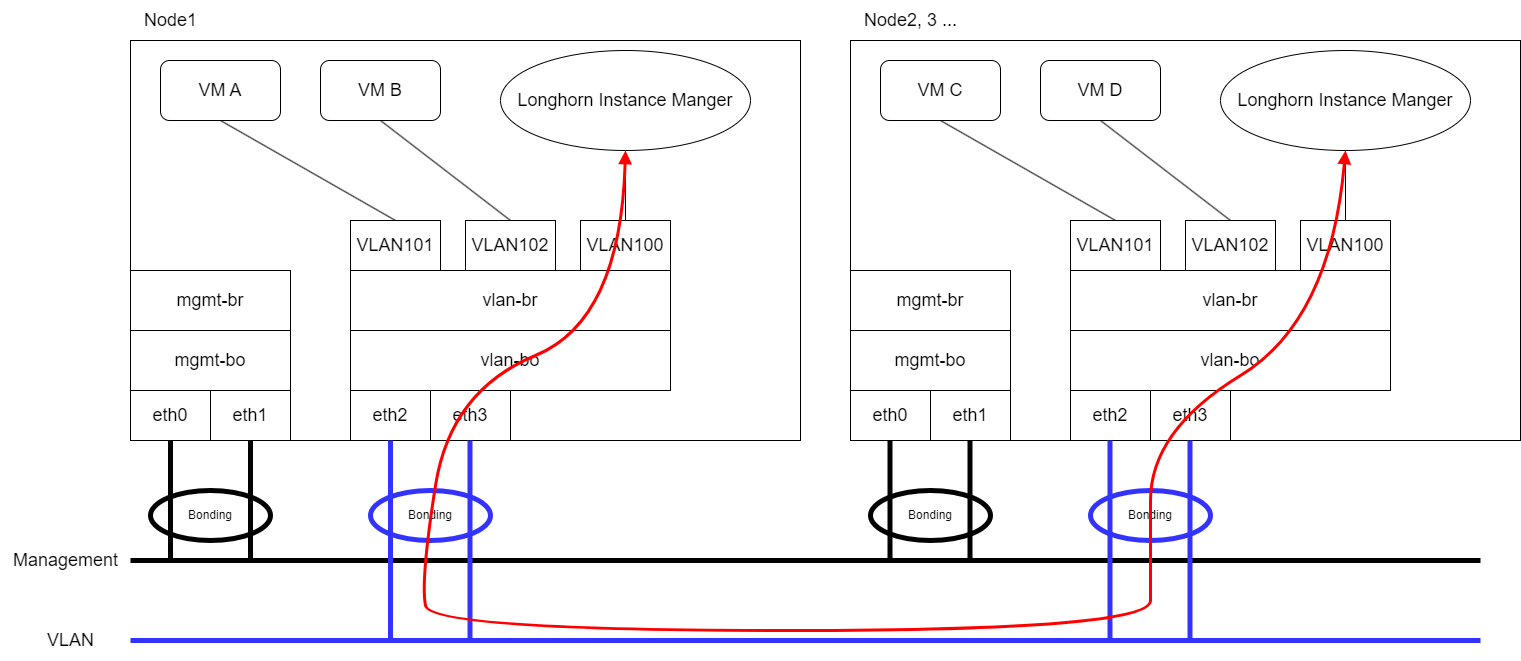 Node1
Node2, 3 ...
VM A
VM B
Longhorn Instance Manger
VM C
VM D
Longhorn Instance Manger
VLAN101
VLAN102
VLAN100
VLAN101
VLAN102
VLAN100
mgmt-br
vlan-br
mgmt-br
vlan-br
mgmt-bo
vlan-bo
mgmt-bo
vlan-bo
eth0
eth1
eth2
eth3
eth0
eth1
eth2
eth3
Bonding
Bonding
Bonding
Bonding
Management
VLAN